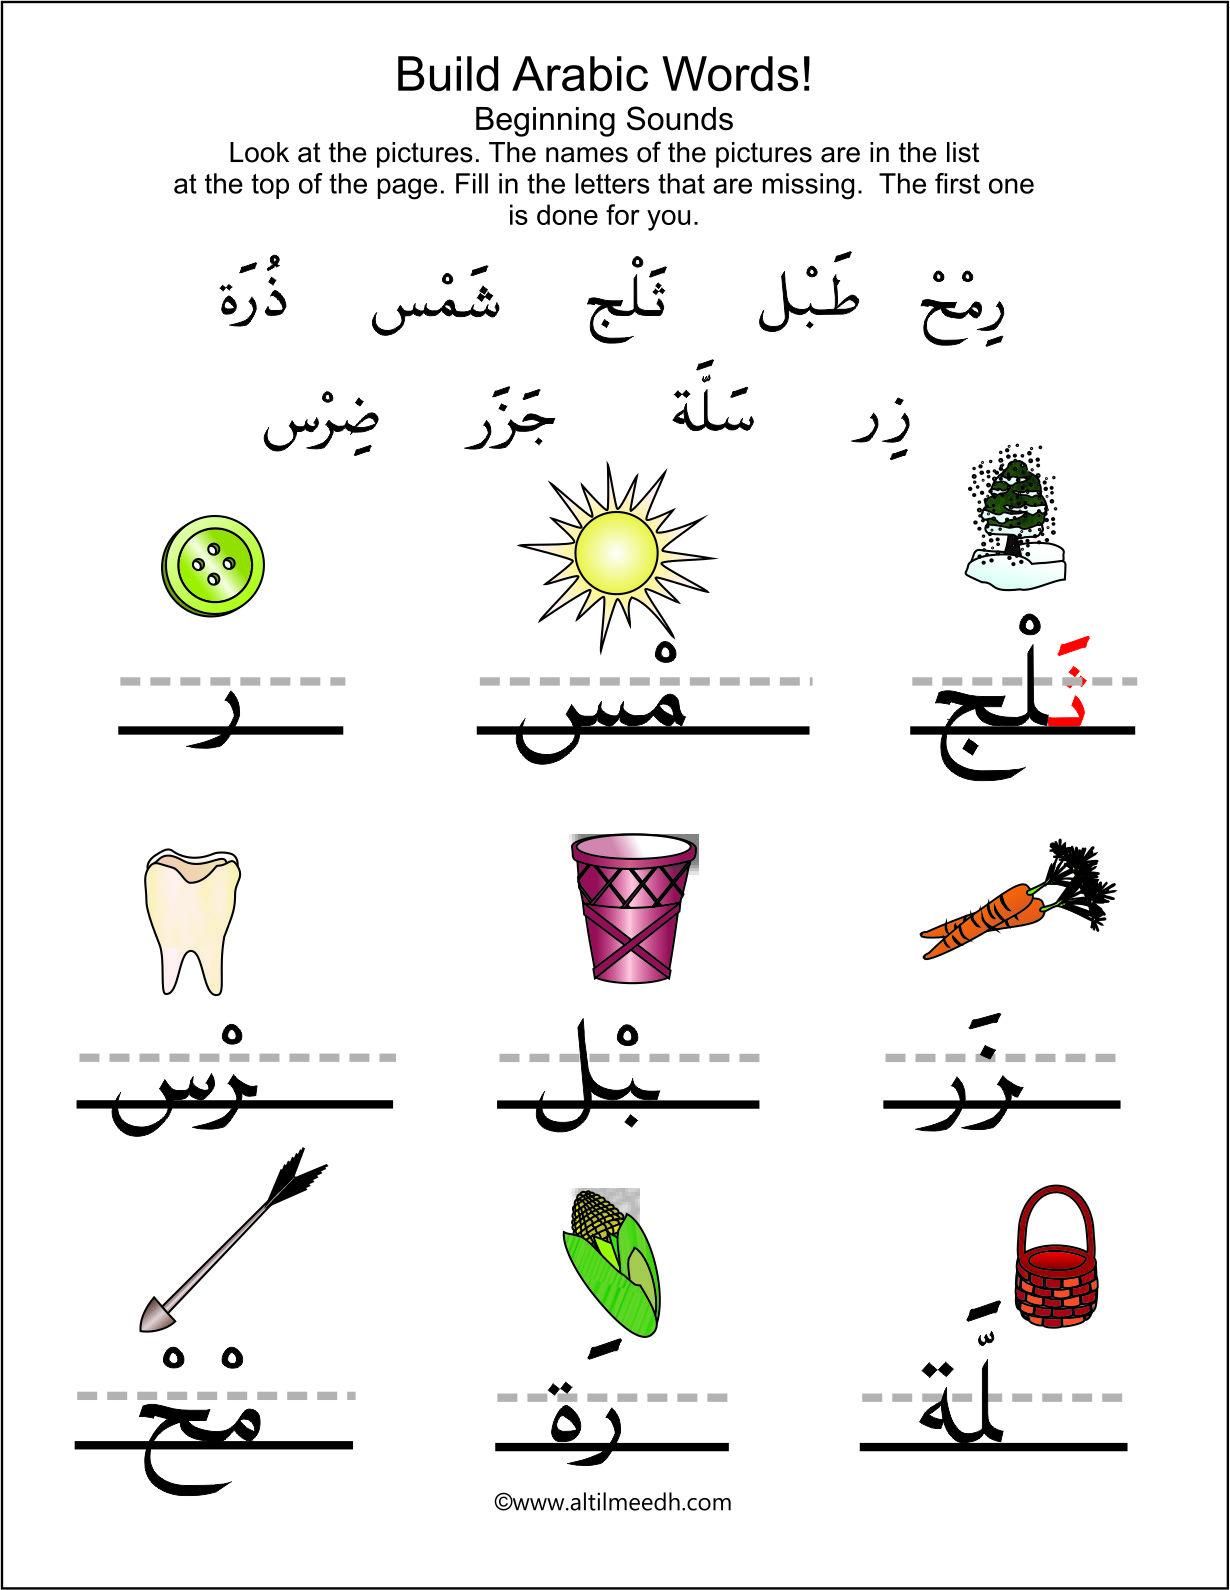 Build Arabic Words!
Beginning Sounds
Look at the pictures. The names of the pictures are in the list
at the top of the page. Fill in the letters that are missing.  The first one
is done for you.
رِمْحْ طَبْل ثَلْج شَمْس ذُرَة
زِر سَلَّة جَزَر ضِرْس
ثَلْج مْس ر
زَر بْل رْس
لَّة رَة مْحْ
©www.altilmeedh.com